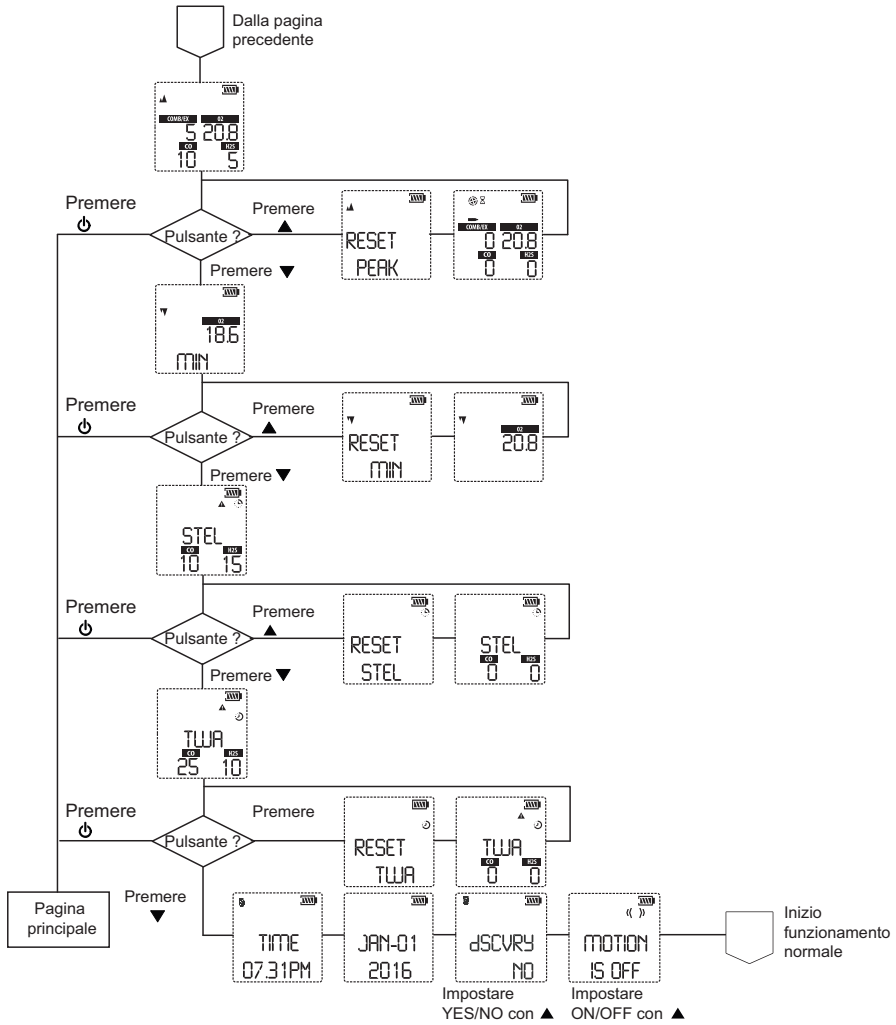 Dalla pagina
precedente
COMB/EX O2
5 20.8
CO H2S
10 5
Premere
Pulsante ?
Premere
▲
RESET
PEAK
COMB/EX O2
0 20.8
CO H2S
0 0
Premere ▼
O2
18.6
MIN
Premere
Pulsante ?
Premere
▲
RESET
MIN
O2
20.8
Premere ▼
STEL
CO H2S
10 15
Premere
Pulsante ?
Premere
▲
RESET
STEL
STEL
CO H2S
0 0
Premere ▼
TWA
CO H2S
25 10
Premere
Pulsante ?
Premere
RESET
TWA
TWA
CO H2S
0 0
Pagina
principale
Premere
▼
TIME
07.31PM
JAN-01
2016
dSCVRY
NO
MOTION
IS OFF
Inizio
funzionamento
normale
Impostare
YES/NO con ▲
Impostare
ON/OFF con ▲